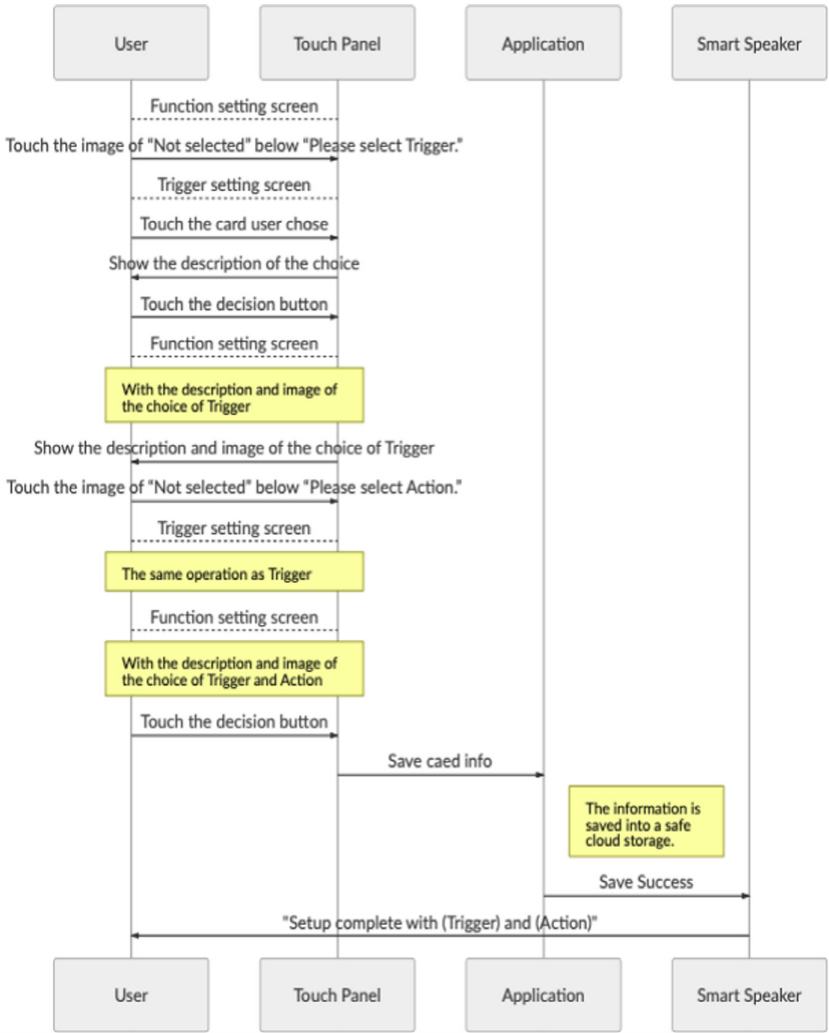 User
Touch Panel
Application
Smart Speaker
Function setting screen
Touch the image of "Not selected" below "Please select Trigger."
Trigger setting screen
Touch the card user chose
Show the description of the choice
Touch the decision button
Function setting screen
With the description and image of
the choice of Trigger
Show the description and image of the choice of Trigger
Touch the image of "Not selected" below "Please select Action."
Trigger setting screen
The same operation as Trigger
Function setting screen
With the description and image of
the choice of Trigger and Action
Touch the decision button
Save caed info
The information is
saved into a safe
cloud storage.
Save Success
"Setup complete with (Trigger) and (Action)"
User
Touch Panel
Application
Smart Speaker